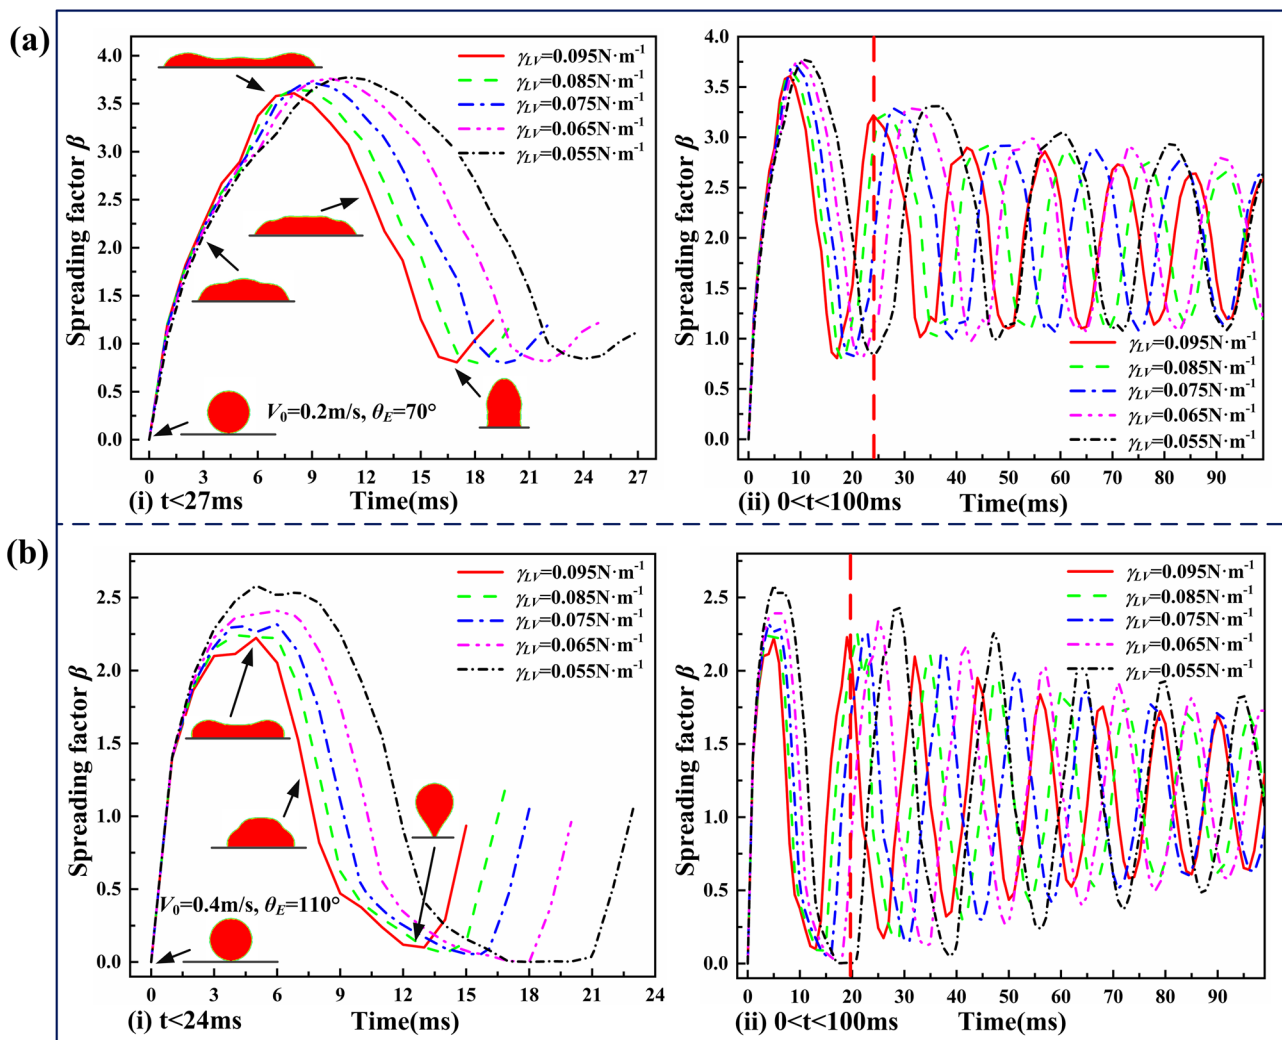 (a)
4.0
3.5
3.0
2.5
2.0
1.5
1.0
0.5
0.0
Spreading factor β
γLV=0.095N·m-1
γLV=0.085N·m-1
γLV=0.075N·m-1
γLV=0.065N·m-1
γLV=0.055N·m-1
V0=0.2m/s, θE=70°
0 3 6 9 12 15 18 21 24 27
(i) t<27ms
Time(ms)
4.0
3.5
3.0
2.5
2.0
1.5
1.0
0.5
0.0
Spreading factor β
γLV=0.095N·m-1
γLV=0.085N·m-1
γLV=0.075N·m-1
γLV=0.065N·m-1
γLV=0.055N·m-1
0 10 20 30 40 50 60 70 80 90
(ii) 0<t<100ms
Time(ms)
(b)
2.5
2.0
1.5
1.0
0.5
0.0
Spreading factor β
γLV=0.095N·m-1
γLV=0.085N·m-1
γLV=0.075N·m-1
γLV=0.065N·m-1
γLV=0.055N·m-1
V0=0.4m/s, θE=110°
0 3 6 9 12 15 18 21 24
(i) t<24ms
Time(ms)
2.5
2.0
1.5
1.0
0.5
0.0
Spreading factor β
γLV=0.095N·m-1
γLV=0.085N·m-1
γLV=0.075N·m-1
γLV=0.065N·m-1
γLV=0.055N·m-1
0 10 20 30 40 50 60 70 80 90
(ii) 0<t<100ms
Time(ms)